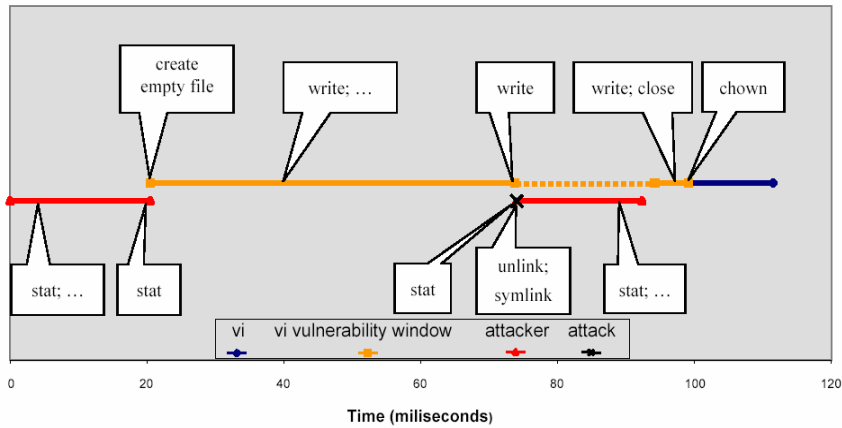 create
empty file
write; …
write
write; close
chown
stat; …
stat
stat
unlink;
symlink
stat; …
vi
vi vulnerability window
attacker
attack
0
20
40
60
80
100
120
Time (miliseconds)